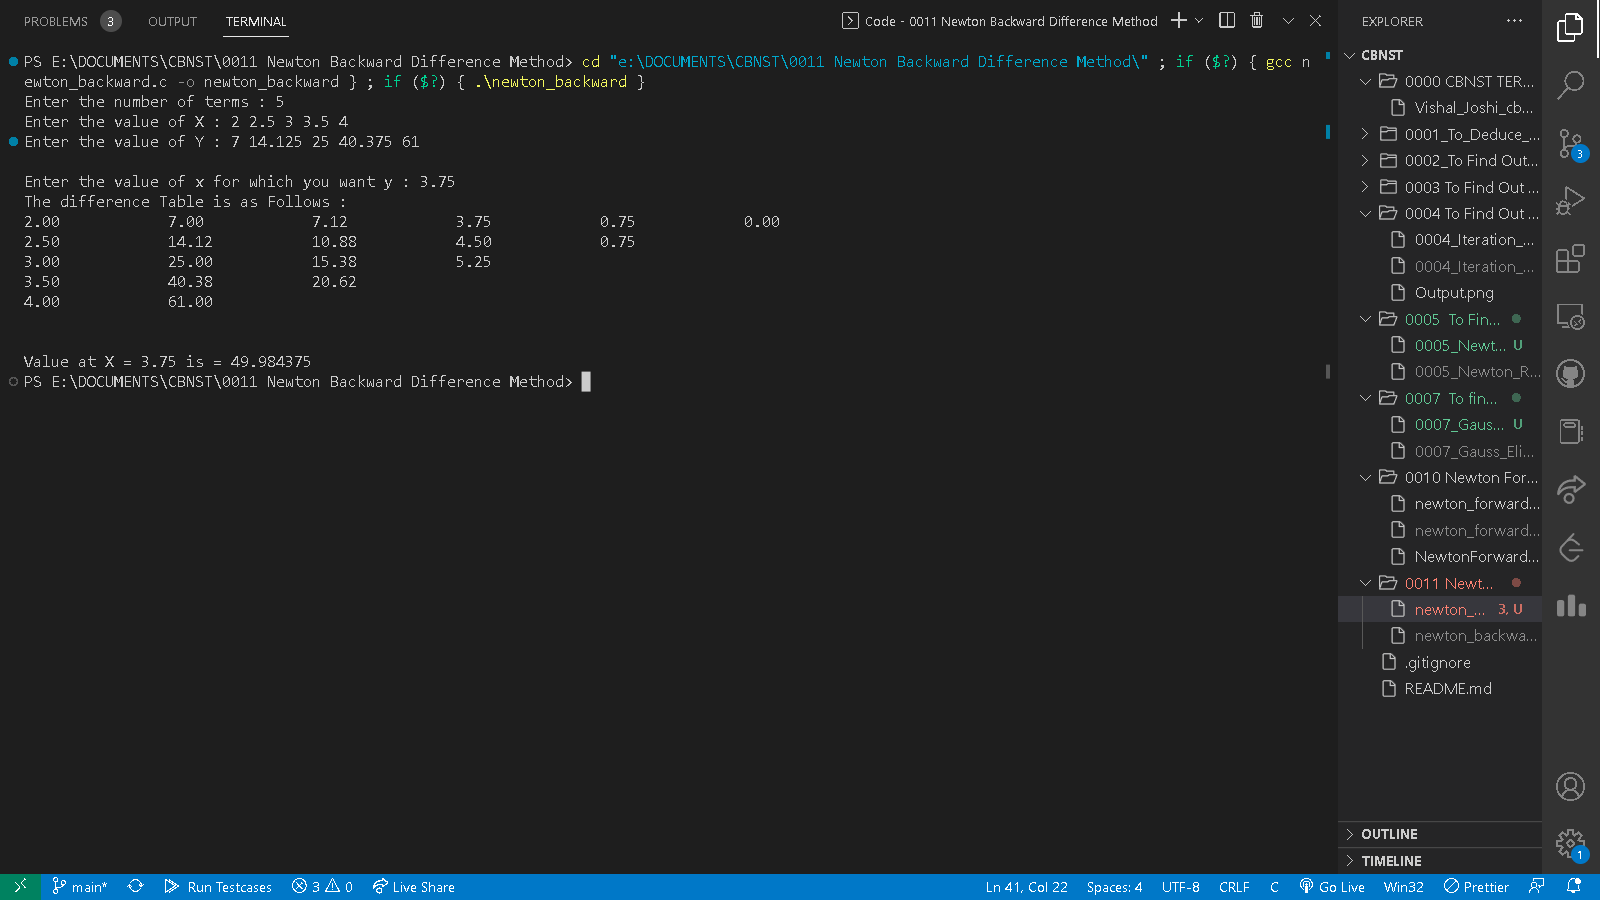 PROBLEMS 3 OUTPUT TERMINAL
Code - 0011 Newton Backward Difference Method
PS E:\DOCUMENTS\CBNST\0011 Newton Backward Difference Method> cd "e:\DOCUMENTS\CBNST\0011 Newton Backward Difference Method\" ; if ($?) { gcc n
ewton_backward.c -o newton_backward } ; if ($?) { .\newton_backward }
Enter the number of terms : 5
Enter the value of X : 2 2.5 3 3.5 4
Enter the value of Y : 7 14.125 25 40.375 61
Enter the value of x for which you want y : 3.75
The difference Table is as Follows :
2.00 7.00 7.12 3.75 0.75 0.00
2.50 14.12 10.88 4.50 0.75
3.00 25.00 15.38 5.25
3.50 40.38 20.62
4.00 61.00
Value at X = 3.75 is = 49.984375
PS E:\DOCUMENTS\CBNST\0011 Newton Backward Difference Method>
EXPLORER
CBNST
0000 CBNST TER...
Vishal_Joshi_cb...
0001_To_Deduce_...
0002_To Find Out...
0003 To Find Out ...
0004 To Find Out ...
0004_Iteration_...
0004_Iteration_...
Output.png
0005 To Fin...
0005_Newt... U
0005_Newton_R...
0007 To fin...
0007_Gaus... U
0007_Gauss_Eli...
0010 Newton For...
newton_forward...
newton_forward...
NewtonForward...
0011 Newt...
newton_... 3, U
newton_backwa...
.gitignore
README.md
OUTLINE
TIMELINE
3
1
main* Run Testcases 3 0 Live Share
Ln 41, Col 22 Spaces: 4 UTF-8 CRLF C Go Live Win32 Prettier